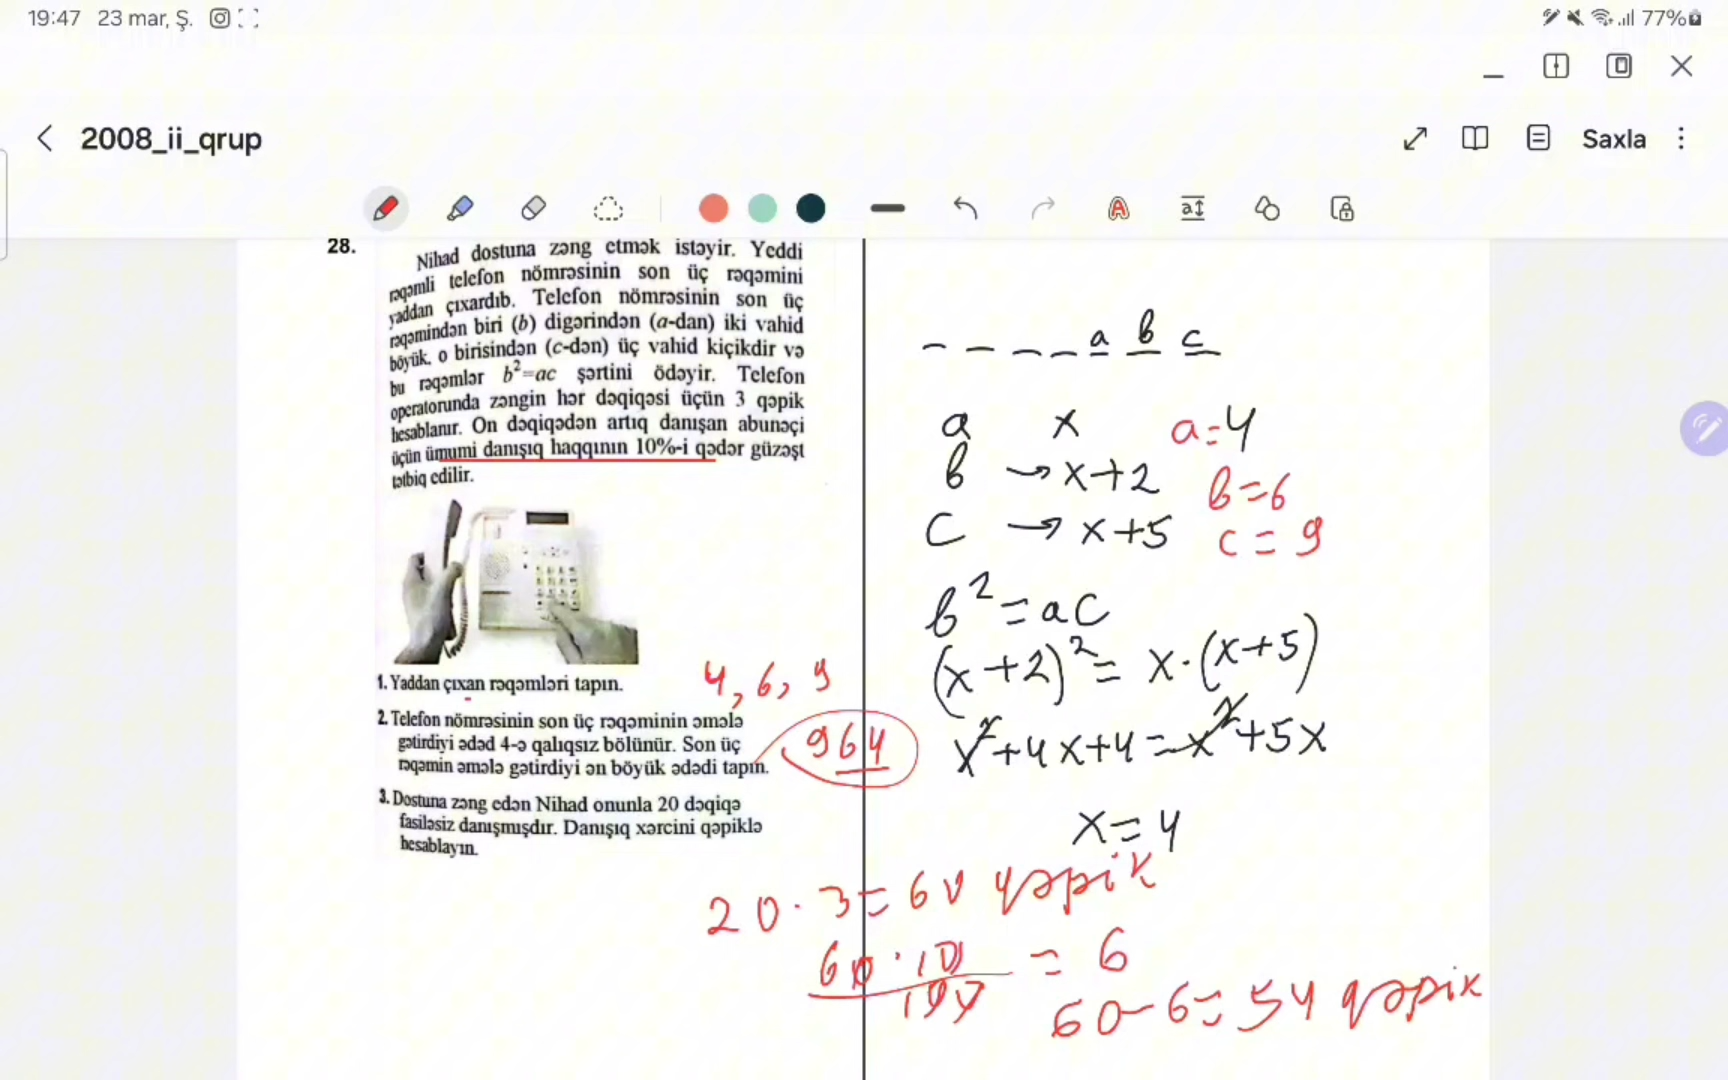 19:47 23 mar, Ş.
77%
2008_ii_qrup
Saxla
28.
Nihad dostuna zəng etmək istəyir. Yeddi
rəqəmli telefon nömrəsinin son üç rəqəmini
yaddan çıxardıb. Telefon nömrəsinin son üç
rəqəmindən biri (b) digərindən (a-dan) iki vahid
böyük, o birisindən (c-dən) üç vahid kiçikdir və
bu rəqəmlər b²=ac şərtini ödəyir. Telefon
operatorunda zəngin hər dəqiqəsi üçün 3 qəpik
hesablanır. On dəqiqədən artıq danışan abunəçi
üçün ümumi danışıq haqqının 10%-i qədər güzəşt
tətbiq edilir.
1. Yaddan çıxan rəqəmləri tapın.
4, 6, 9
2. Telefon nömrəsinin son üç rəqəminin əmələ
gətirdiyi ədəd 4-ə qalıqsız bölünür. Son üç
rəqəmin əmələ gətirdiyi ən böyük ədədi tapın.
964
3. Dostuna zəng edən Nihad onunla 20 dəqiqə
fasiləsiz danışmışdır. Danışıq xərcini qəpiklə
hesablayın.
_ _ _ _ a b c
a x a=4
b → x+2 b=6
c → x+5 c=9
b² = ac
(x+2)² = x·(x+5)
x²+4x+4=x²+5x
x=4
20·3=60 qəpik
60·10/100 = 6
60-6=54 qəpik